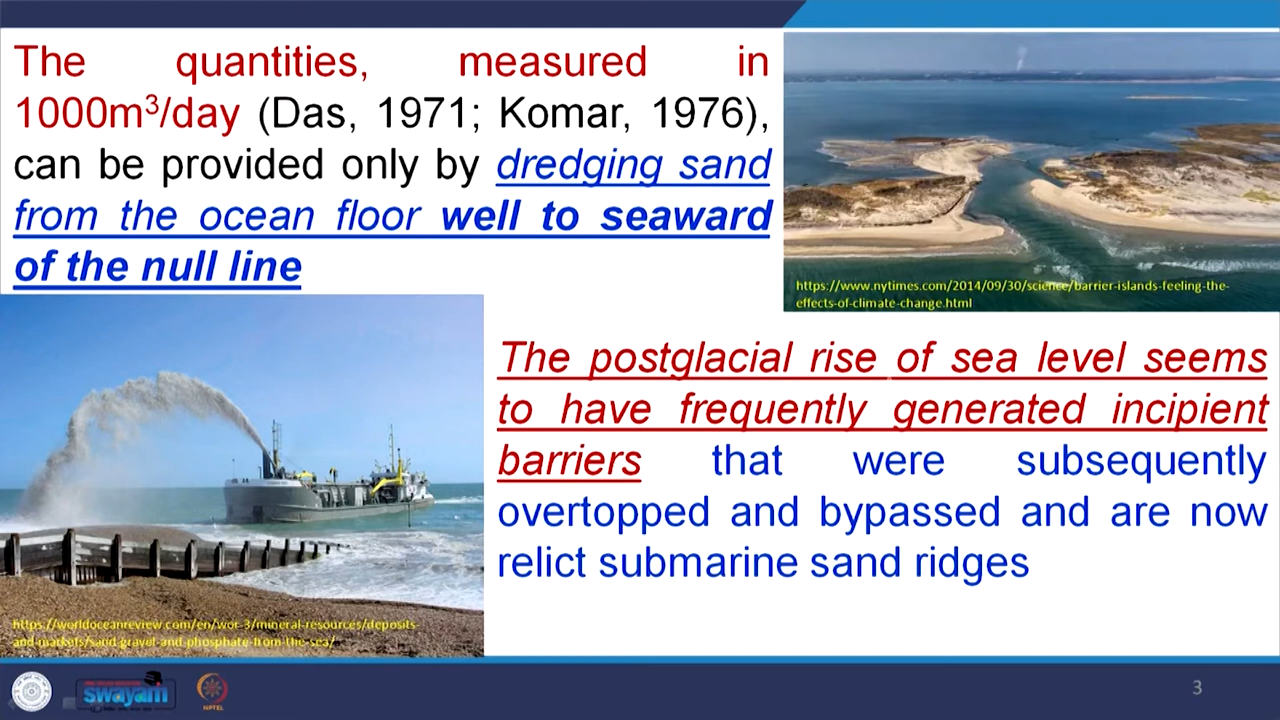 The quantities, measured in
1000m³/day (Das, 1971; Komar, 1976),
can be provided only by dredging sand
from the ocean floor well to seaward
of the null line
https://www.nytimes.com/2014/09/30/science/barrier-islands-feeling-the-
effects-of-climate-change.html
The postglacial rise of sea level seems
to have frequently generated incipient
barriers that were subsequently
overtopped and bypassed and are now
relict submarine sand ridges
https://worldoceanreview.com/en/wor-3/mineral-resources/deposits-
and-markets/sand-gravel-and-phosphate-from-the-sea/
swayam
NPTEL
3